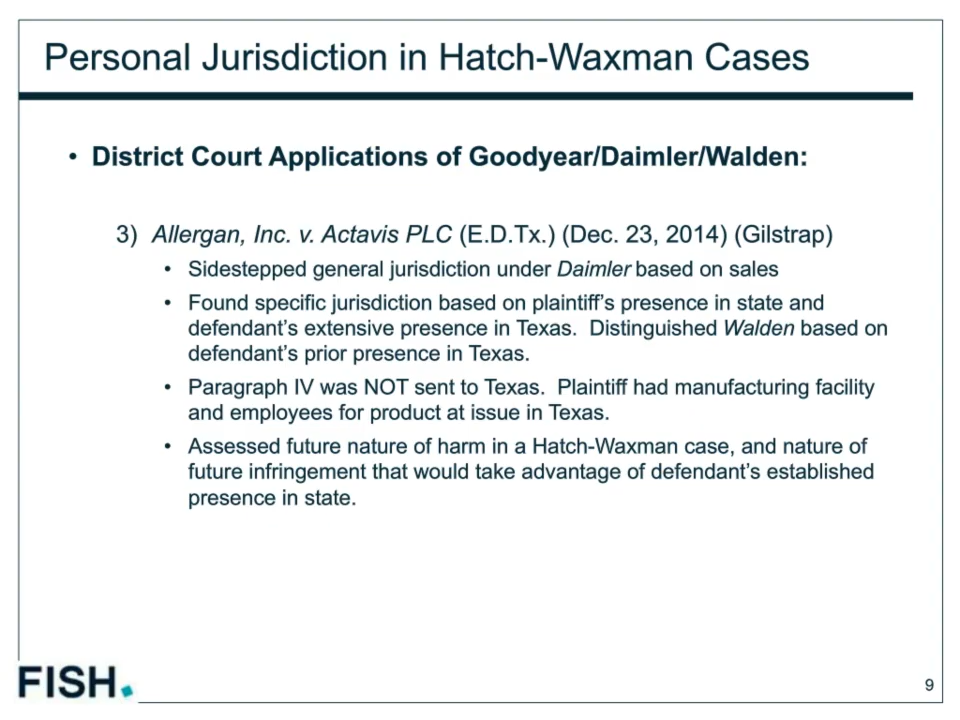 Personal Jurisdiction in Hatch-Waxman Cases
• District Court Applications of Goodyear/Daimler/Walden:
3) Allergan, Inc. v. Actavis PLC (E.D.Tx.) (Dec. 23, 2014) (Gilstrap)
• Sidestepped general jurisdiction under Daimler based on sales
• Found specific jurisdiction based on plaintiff's presence in state and
defendant's extensive presence in Texas. Distinguished Walden based on
defendant's prior presence in Texas.
• Paragraph IV was NOT sent to Texas. Plaintiff had manufacturing facility
and employees for product at issue in Texas.
• Assessed future nature of harm in a Hatch-Waxman case, and nature of
future infringement that would take advantage of defendant's established
presence in state.
FISH.
9